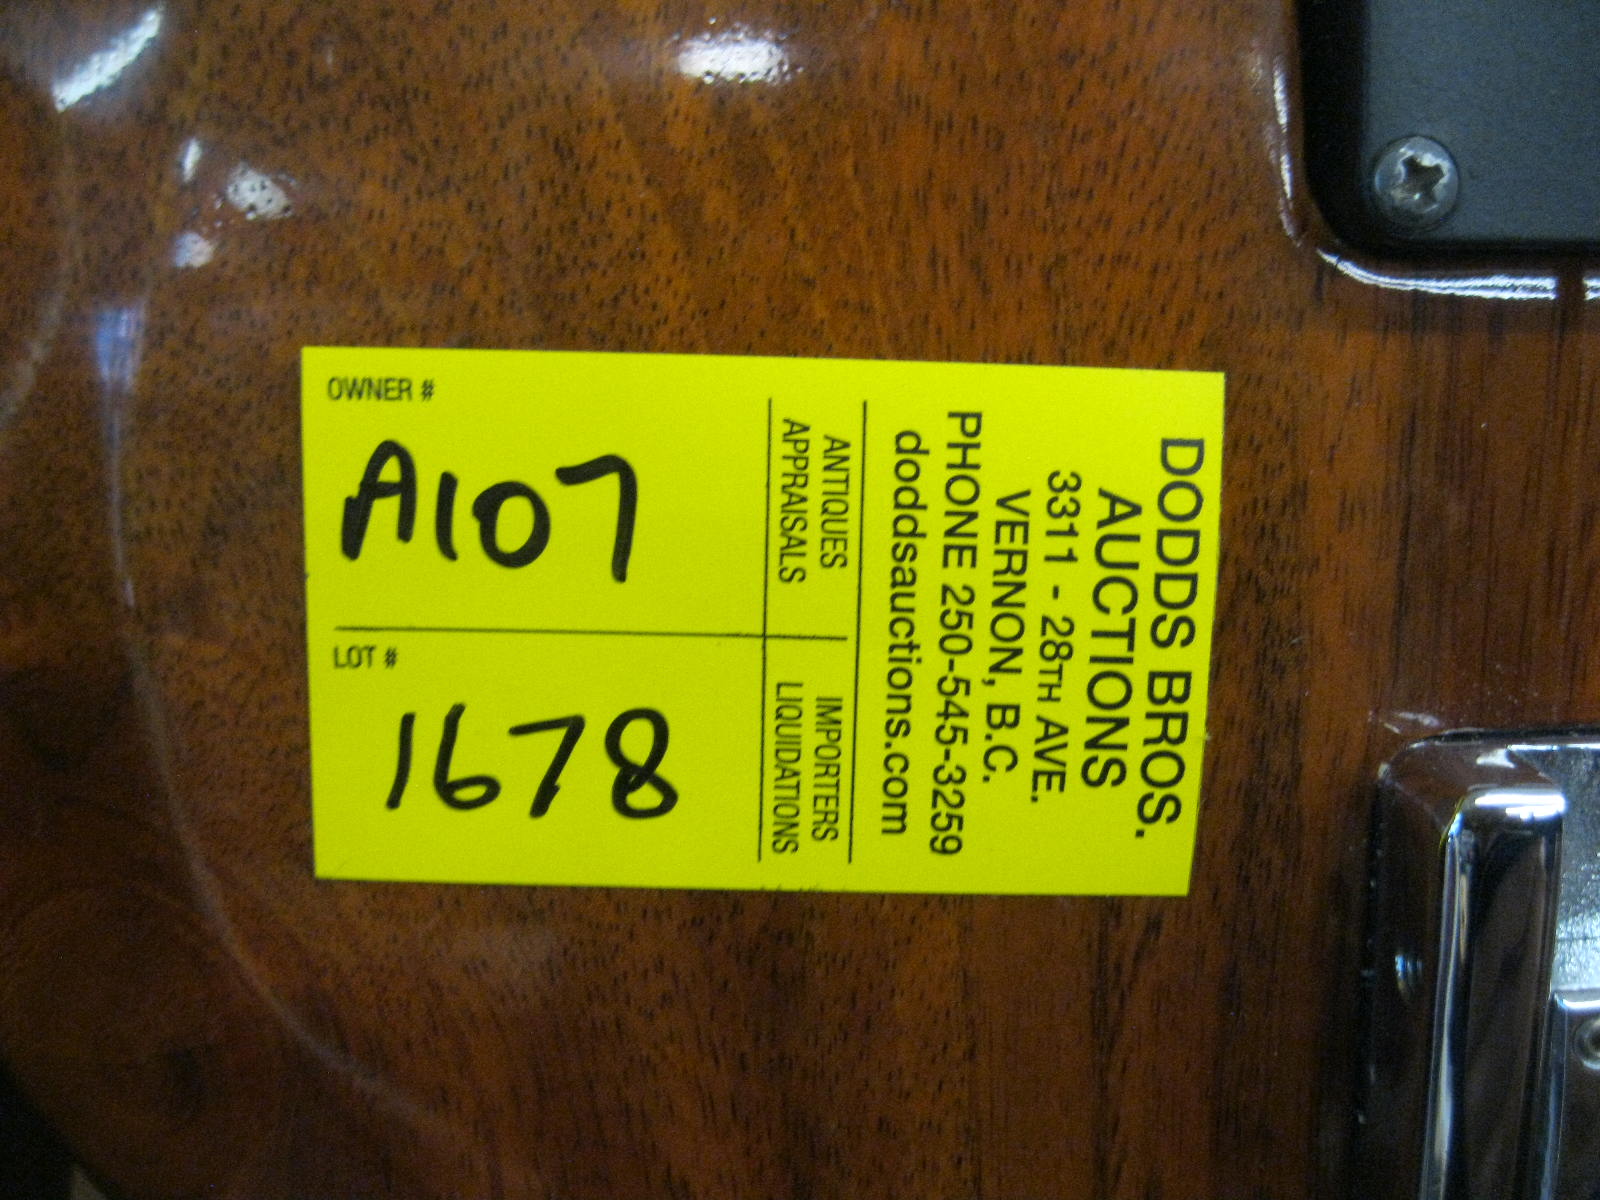 DODDS BROS.
AUCTIONS
3311 - 28TH AVE.
VERNON, B.C.
PHONE 250-545-3259
doddsauctions.com
ANTIQUES
APPRAISALS
IMPORTERS
LIQUIDATIONS
OWNER #
A107
LOT #
1678